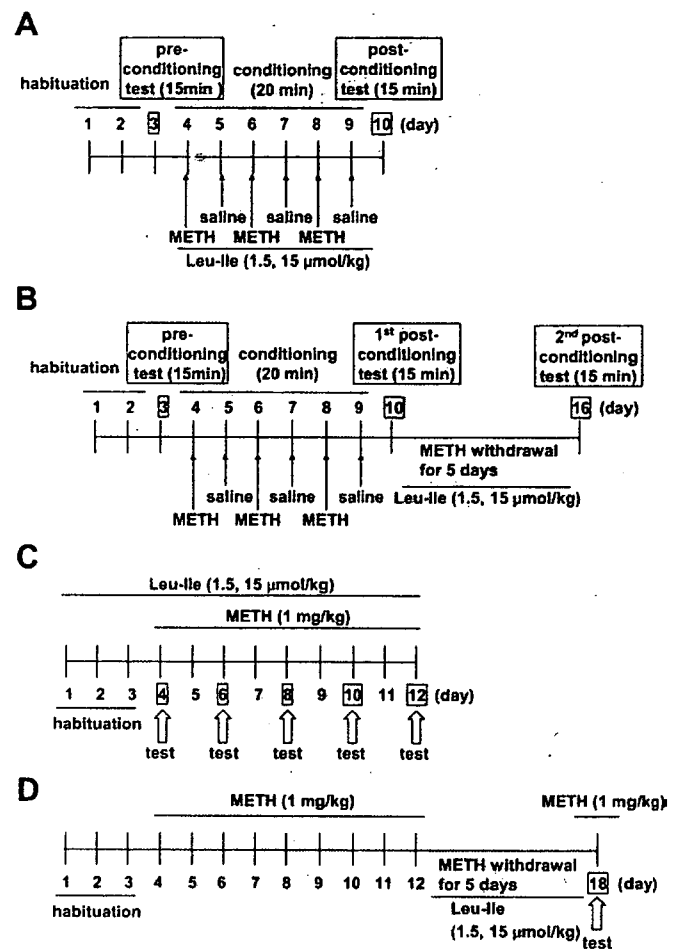 A
habituation
pre-
conditioning
test (15min )
conditioning
(20 min)
post-
conditioning
test (15 min)
1 2 3 4 5 6 7 8 9 10 (day)
saline saline saline
METH METH METH
Leu-Ile (1.5, 15 µmol/kg)
B
habituation
pre-
conditioning
test (15min)
conditioning
(20 min)
1st post-
conditioning
test (15 min)
2nd post-
conditioning
test (15 min)
1 2 3 4 5 6 7 8 9 10 16 (day)
METH withdrawal
for 5 days
saline saline saline
Leu-Ile (1.5, 15 µmol/kg)
METH METH METH
C
Leu-Ile (1.5, 15 µmol/kg)
METH (1 mg/kg)
1 2 3 4 5 6 7 8 9 10 11 12 (day)
habituation
test test test test test
D
METH (1 mg/kg) METH (1 mg/kg)
METH withdrawal
for 5 days
1 2 3 4 5 6 7 8 9 10 11 12 18 (day)
habituation
Leu-Ile
(1.5, 15 µmol/kg)
test